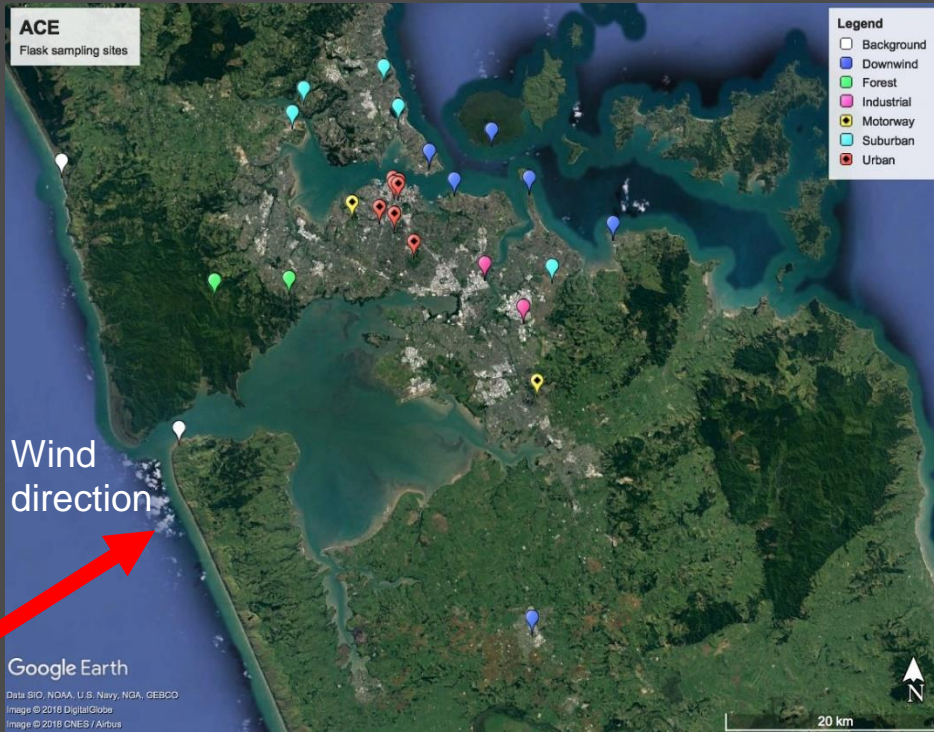 ACE
Flask sampling sites
Legend
Background
Downwind
Forest
Industrial
Motorway
Suburban
Urban
Wind
direction
Google Earth
Data SIO, NOAA, U.S. Navy, NGA, GEBCO
Image © 2018 DigitalGlobe
Image © 2018 CNES / Airbus
N
20 km